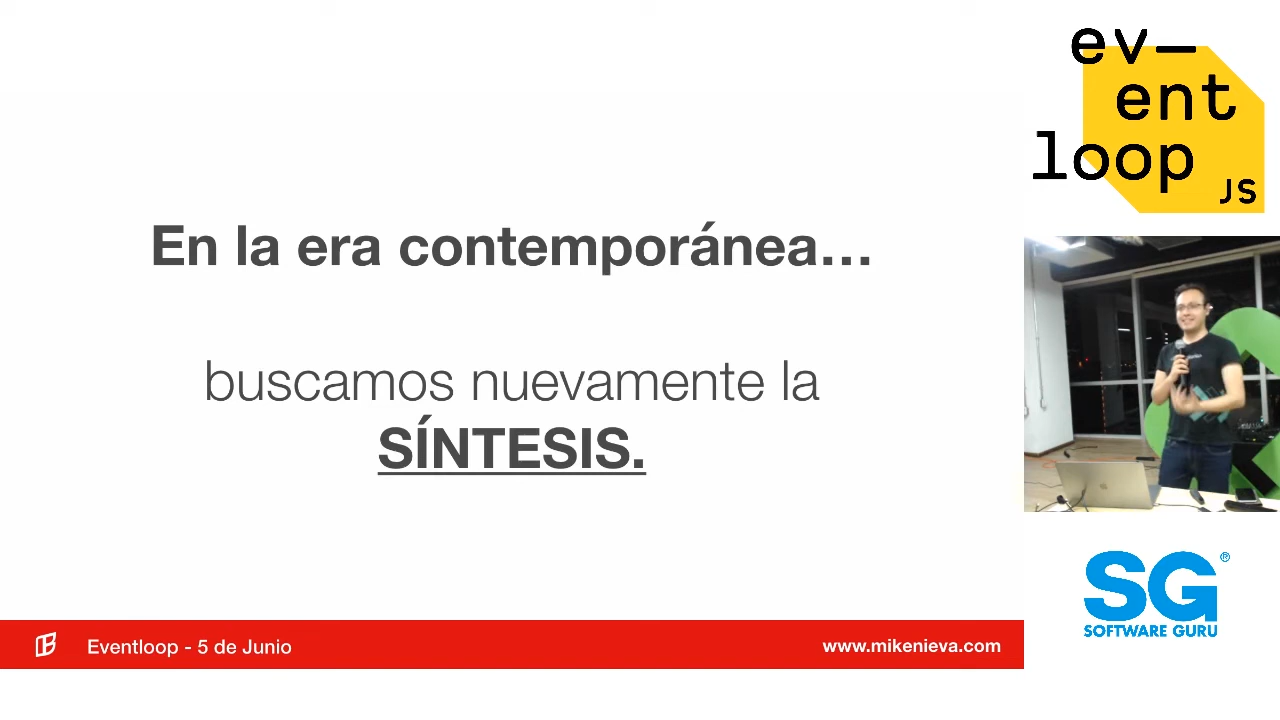 En la era contemporánea…
buscamos nuevamente la
SÍNTESIS.
Eventloop - 5 de Junio
www.mikenieva.com
ev—
ent
loop
JS
SG®
SOFTWARE GURU